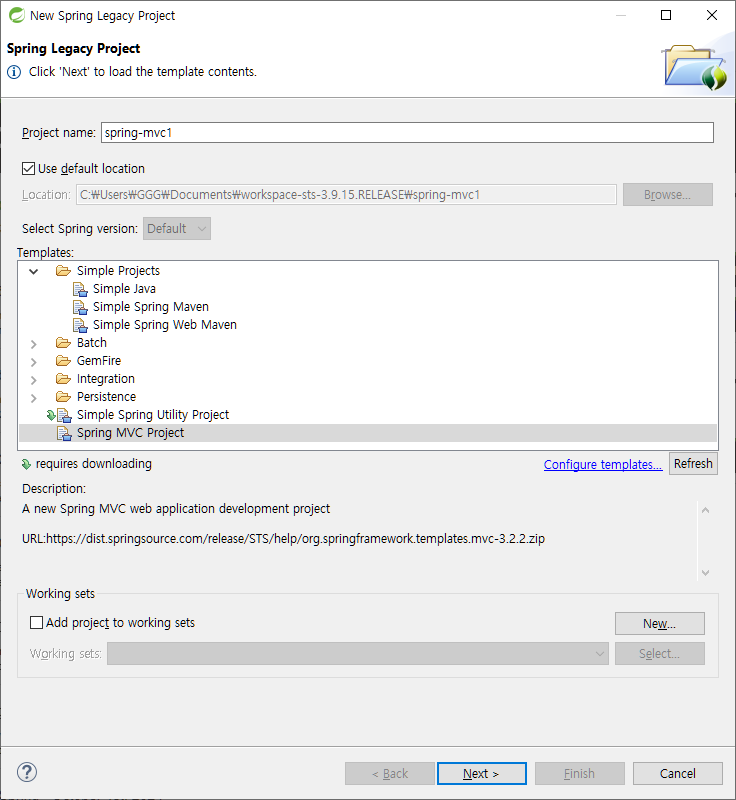 New Spring Legacy Project
Spring Legacy Project
Click 'Next' to load the template contents.
Project name: spring-mvc1
Use default location
Location: C:₩Users₩GGG₩Documents₩workspace-sts-3.9.15.RELEASE₩spring-mvc1 Browse...
Select Spring version: Default
Templates:
Simple Projects
Simple Java
Simple Spring Maven
Simple Spring Web Maven
Batch
GemFire
Integration
Persistence
Simple Spring Utility Project
Spring MVC Project
requires downloading Configure templates... Refresh
Description:
A new Spring MVC web application development project
URL:https://dist.springsource.com/release/STS/help/org.springframework.templates.mvc-3.2.2.zip
Working sets
Add project to working sets New...
Working sets: Select...
< Back Next > Finish Cancel